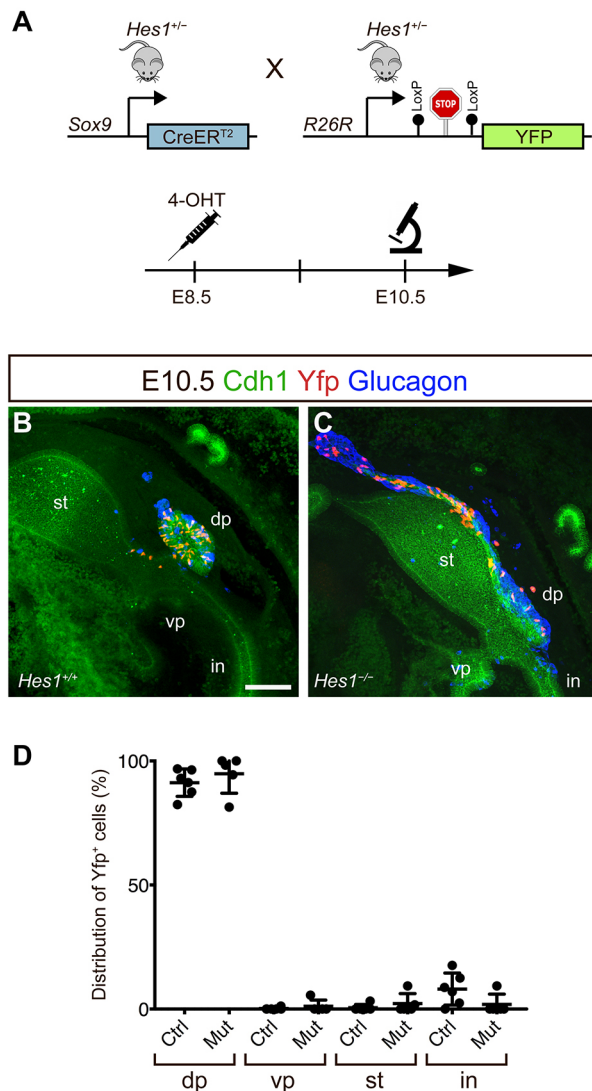 A
Hes1+/−
X
Hes1+/−
LoxP
STOP
LoxP
Sox9
CreERT2
R26R
YFP
4-OHT
E8.5
E10.5
E10.5 Cdh1 Yfp Glucagon
B
st
dp
vp
in
Hes1+/+
C
st
dp
vp
in
Hes1−/−
D
Distribution of Yfp+ cells (%)
100
50
0
Ctrl Mut Ctrl Mut Ctrl Mut Ctrl Mut
dp vp st in